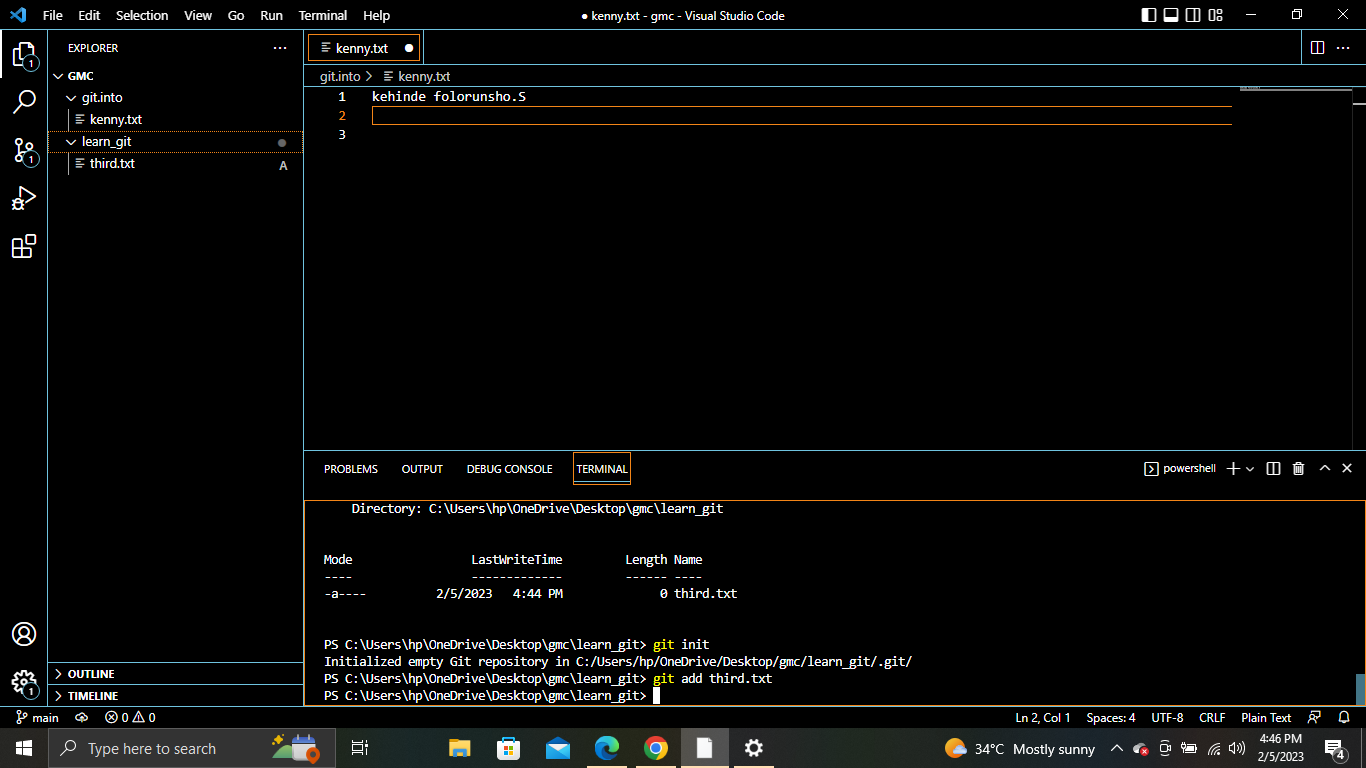 File Edit Selection View Go Run Terminal Help
● kenny.txt - gmc - Visual Studio Code
EXPLORER
GMC
git.into
kenny.txt
learn_git
third.txt A
OUTLINE
TIMELINE
1
1
1
kenny.txt
git.into > kenny.txt
1 kehinde folorunsho.S
2
3
PROBLEMS OUTPUT DEBUG CONSOLE TERMINAL
powershell
Directory: C:\Users\hp\OneDrive\Desktop\gmc\learn_git
Mode LastWriteTime Length Name
---- ------------- ------ ----
-a---- 2/5/2023 4:44 PM 0 third.txt
PS C:\Users\hp\OneDrive\Desktop\gmc\learn_git> git init
Initialized empty Git repository in C:/Users/hp/OneDrive/Desktop/gmc/learn_git/.git/
PS C:\Users\hp\OneDrive\Desktop\gmc\learn_git> git add third.txt
PS C:\Users\hp\OneDrive\Desktop\gmc\learn_git>
main 0 0 Ln 2, Col 1 Spaces: 4 UTF-8 CRLF Plain Text
Type here to search
34°C Mostly sunny
4:46 PM
2/5/2023
4